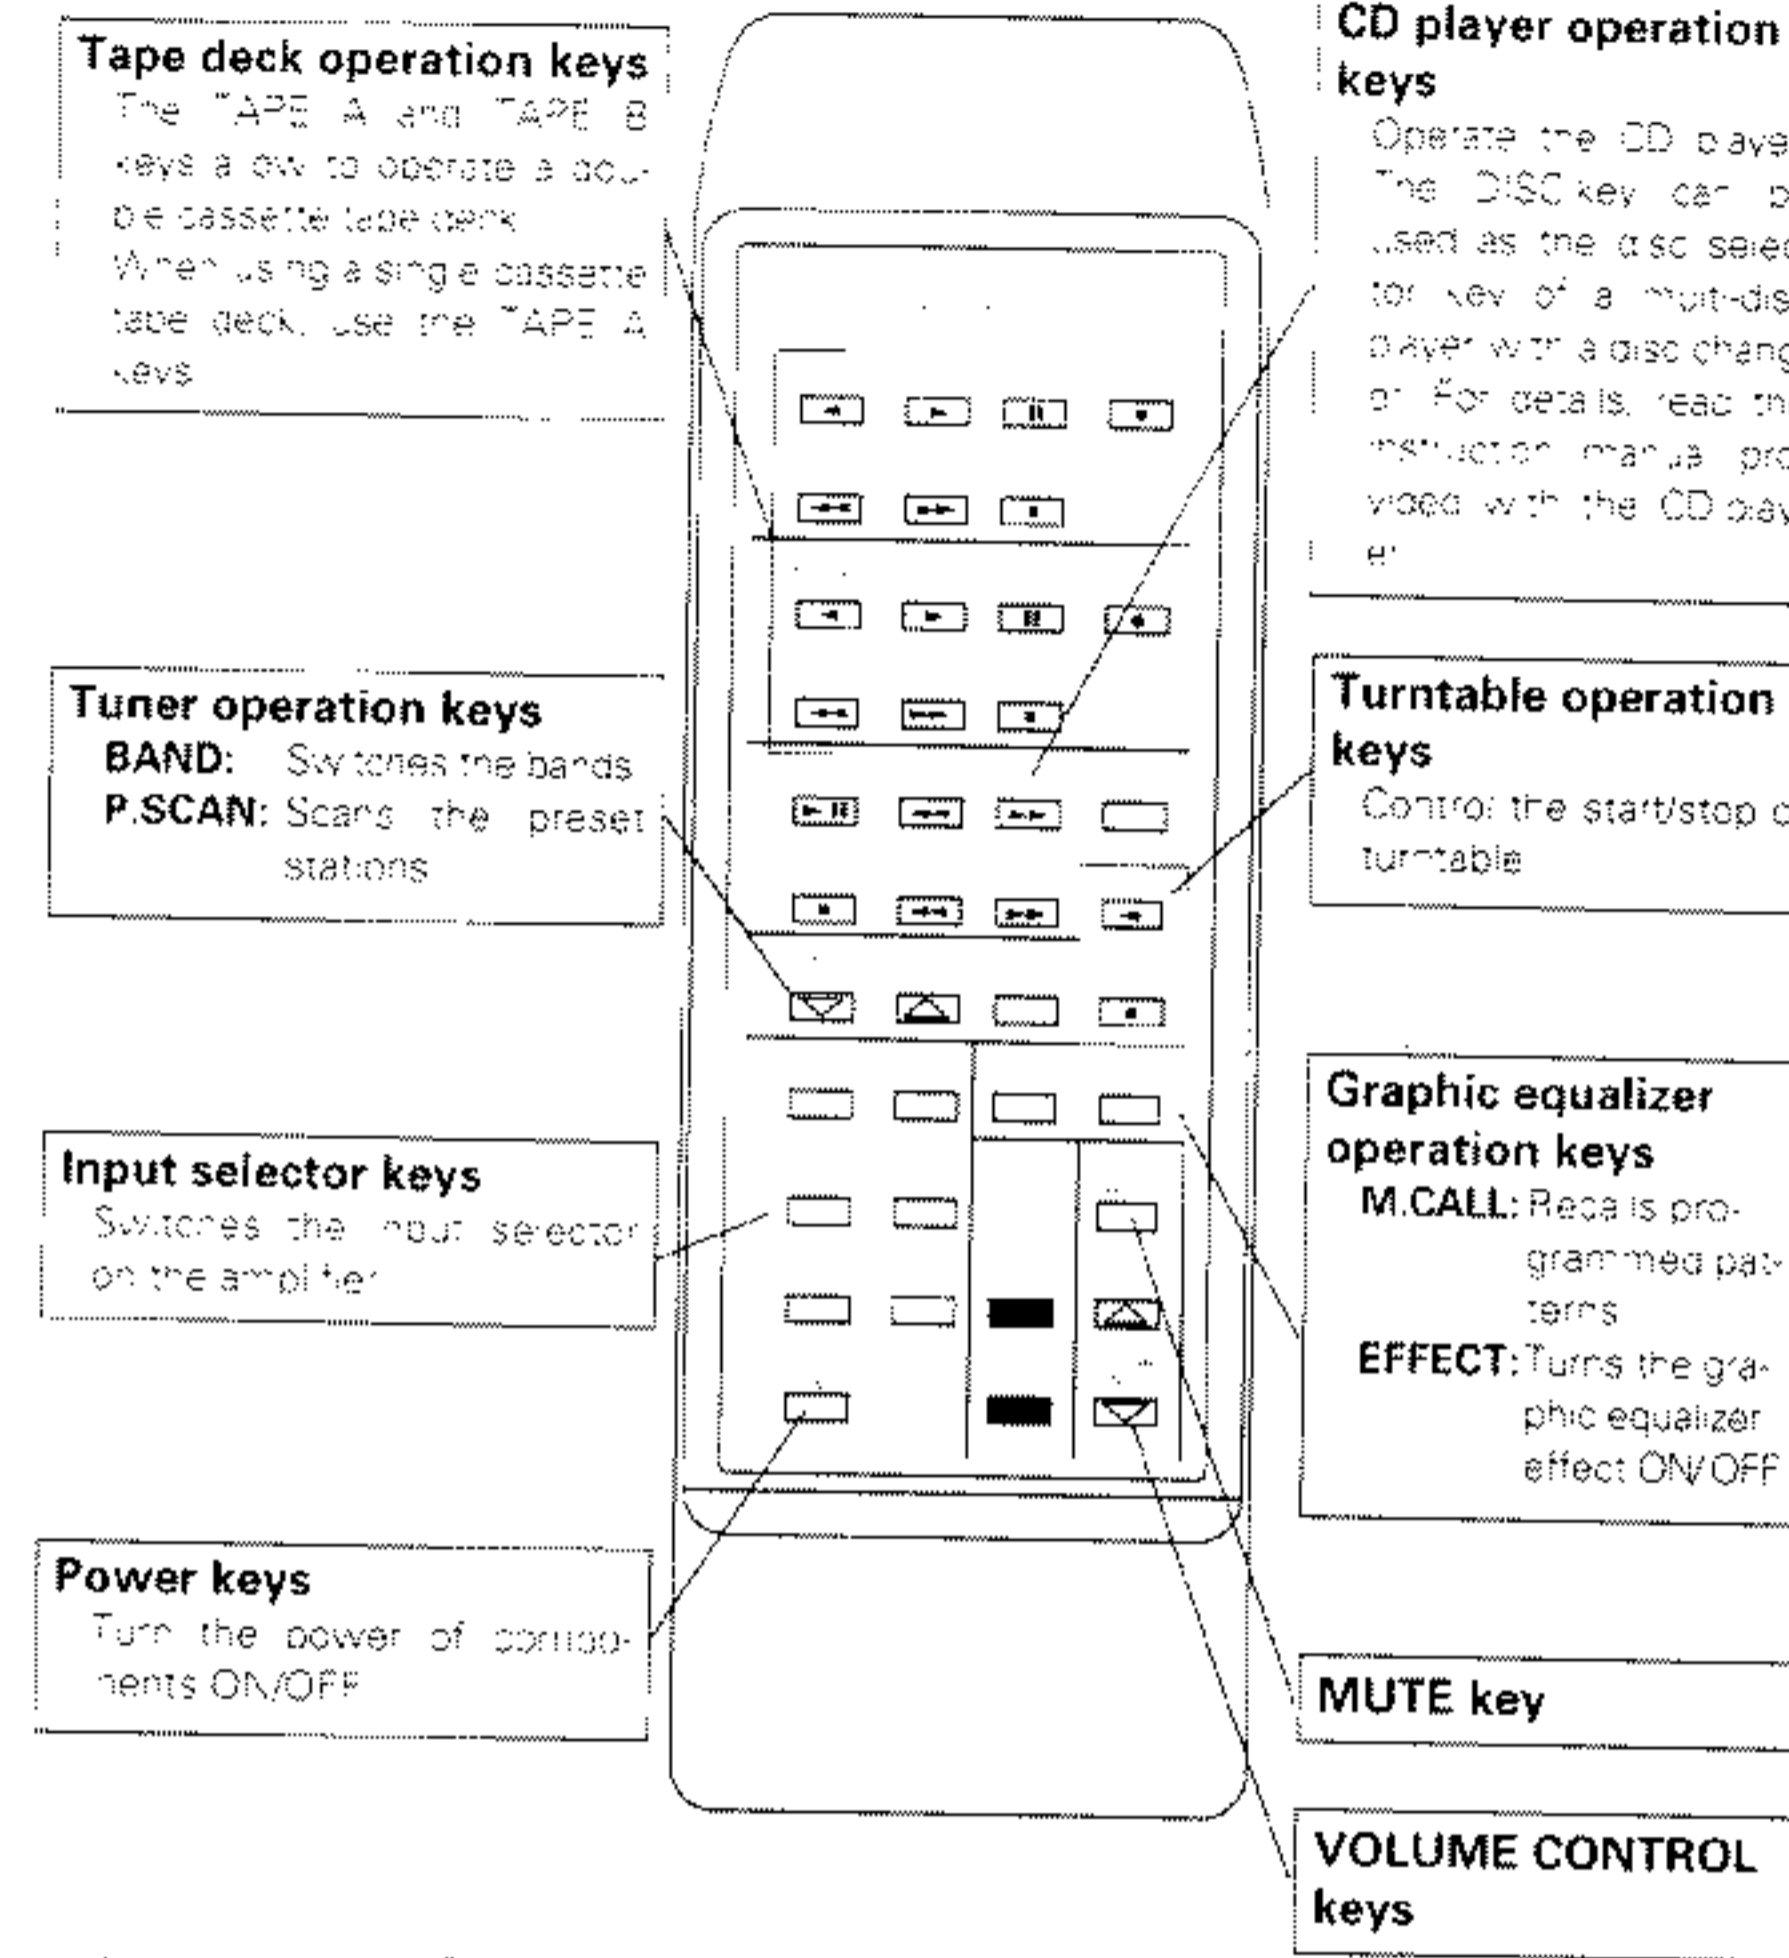 Tape deck operation keys
The TAPE A and TAPE B
keys allow to operate a dou-
ble cassette tape deck
When using a single cassette
tape deck, use the TAPE A
keys
Tuner operation keys
BAND: Switches the bands
P.SCAN: Scans the preset
stations
Input selector keys
Switches the input selector
on the amplifier
Power keys
Turn the power of compo-
nents ON/OFF
CD player operation
keys
Operate the CD playe
The DISC key can b
used as the disc selec
tor key of a multi-dis
player with a disc chang
er. For details, read th
instruction manual pro
vided with the CD play
er
Turntable operation
keys
Control the start/stop o
turntable
Graphic equalizer
operation keys
M.CALL: Recalls pro-
grammed pat-
terns
EFFECT: Turns the gra-
phic equalizer
effect ON/OFF
MUTE key
VOLUME CONTROL
keys